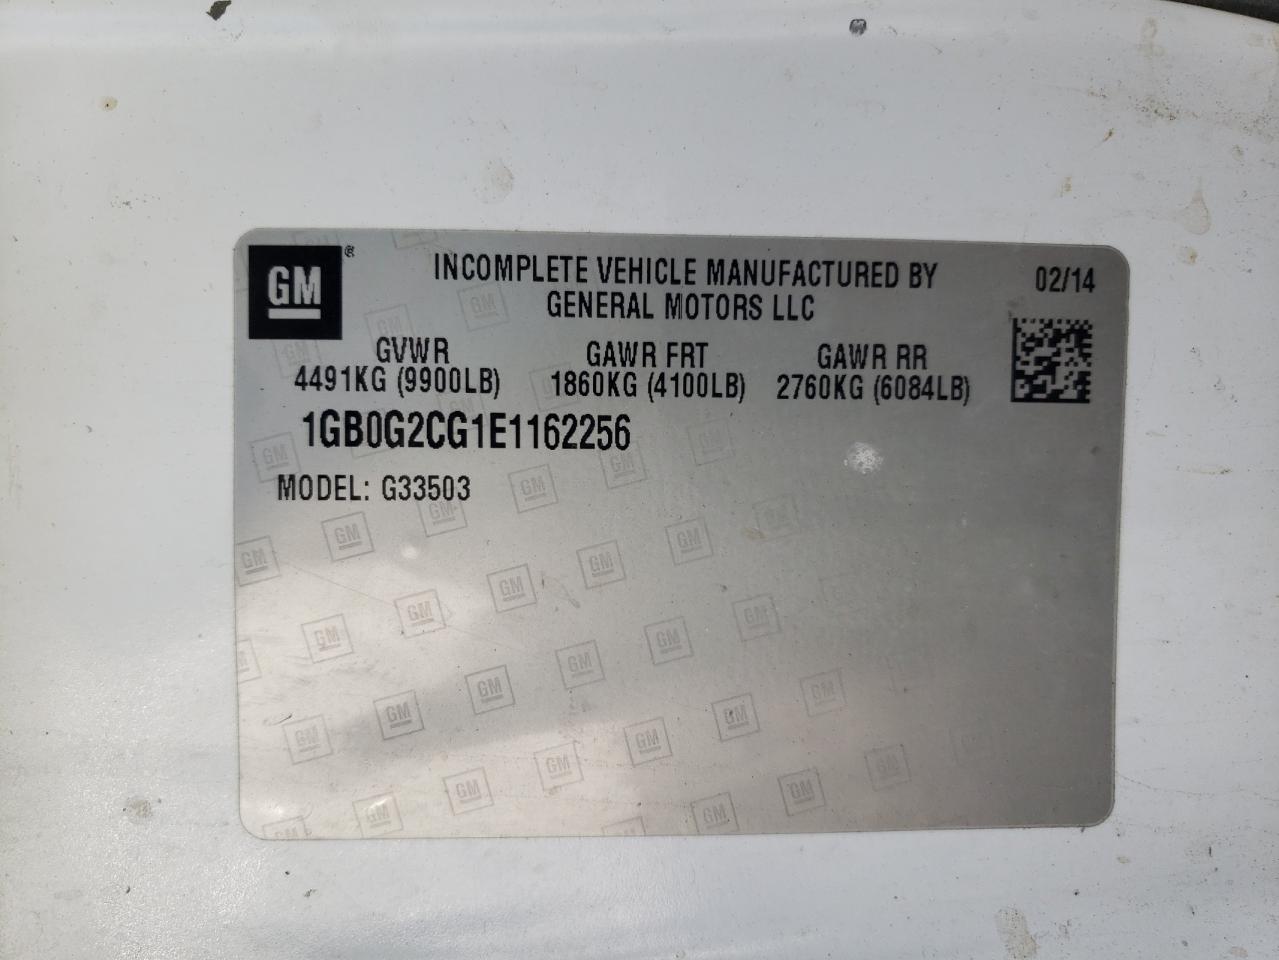 GM®
INCOMPLETE VEHICLE MANUFACTURED BY
GENERAL MOTORS LLC
02/14
GVWR GAWR FRT GAWR RR
4491KG (9900LB) 1860KG (4100LB) 2760KG (6084LB)
1GB0G2CG1E1162256
MODEL: G33503